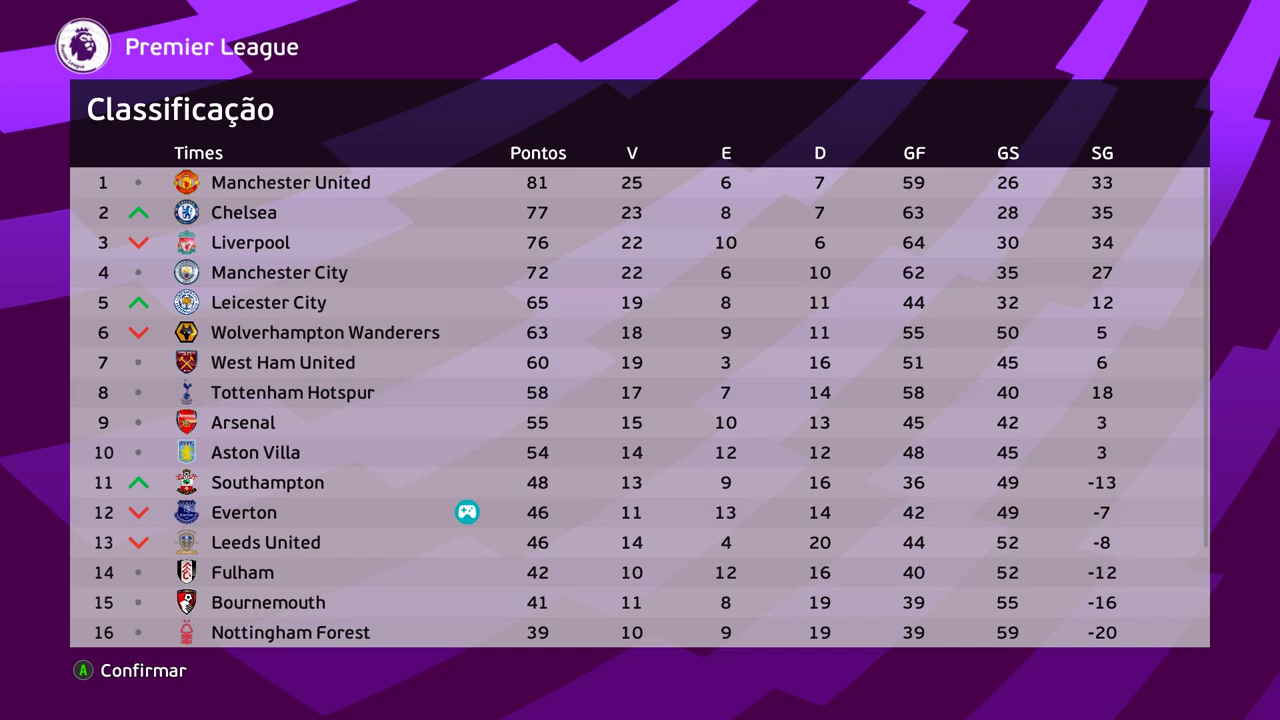 Premier League
Classificação
Times Pontos V E D GF GS SG
1 Manchester United 81 25 6 7 59 26 33
2 Chelsea 77 23 8 7 63 28 35
3 Liverpool 76 22 10 6 64 30 34
4 Manchester City 72 22 6 10 62 35 27
5 Leicester City 65 19 8 11 44 32 12
6 Wolverhampton Wanderers 63 18 9 11 55 50 5
7 West Ham United 60 19 3 16 51 45 6
8 Tottenham Hotspur 58 17 7 14 58 40 18
9 Arsenal 55 15 10 13 45 42 3
10 Aston Villa 54 14 12 12 48 45 3
11 Southampton 48 13 9 16 36 49 -13
12 Everton 46 11 13 14 42 49 -7
13 Leeds United 46 14 4 20 44 52 -8
14 Fulham 42 10 12 16 40 52 -12
15 Bournemouth 41 11 8 19 39 55 -16
16 Nottingham Forest 39 10 9 19 39 59 -20
A Confirmar